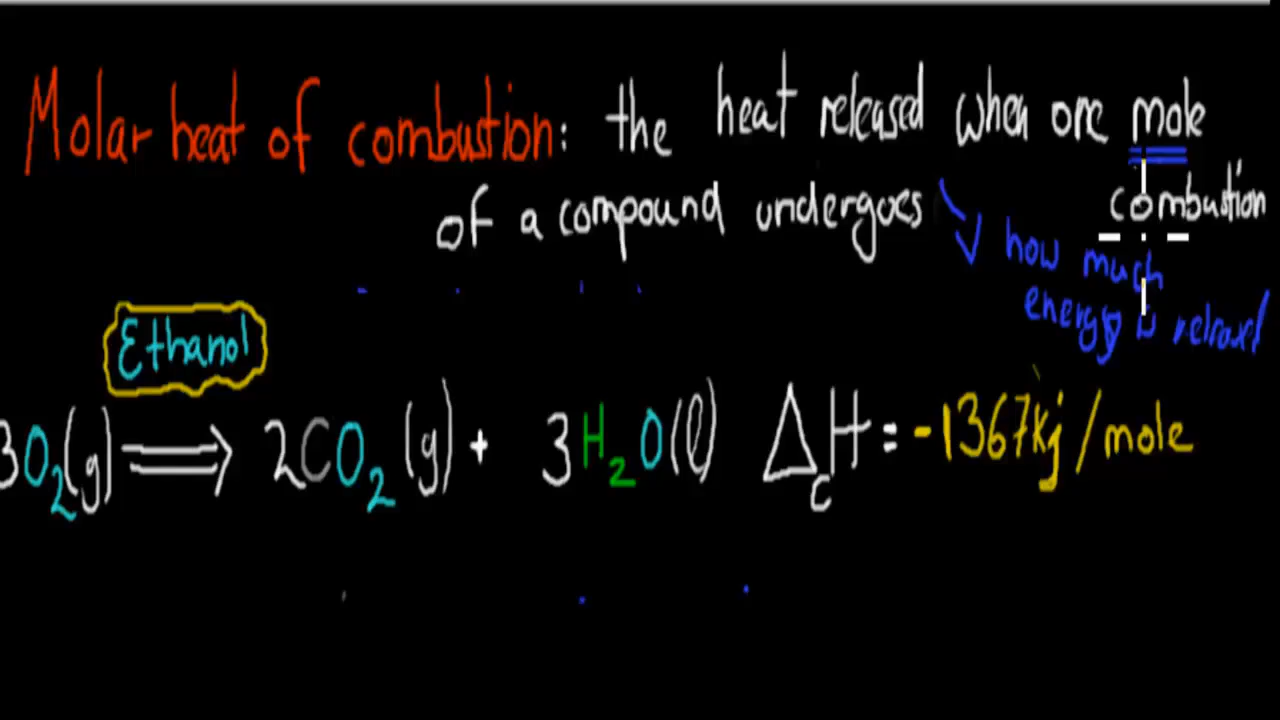 Molar heat of combustion: the heat released when one mole
of a compound undergoes combustion
how much
energy is released
Ethanol
3O₂(g) ⟹ 2CO₂(g) + 3H₂O(l) ΔcH = -1367kj/mole